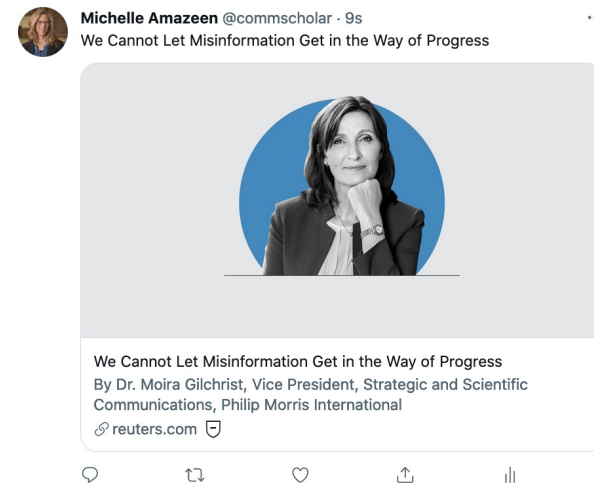 Michelle Amazeen @commscholar · 9s
We Cannot Let Misinformation Get in the Way of Progress
We Cannot Let Misinformation Get in the Way of Progress
By Dr. Moira Gilchrist, Vice President, Strategic and Scientific
Communications, Philip Morris International
reuters.com